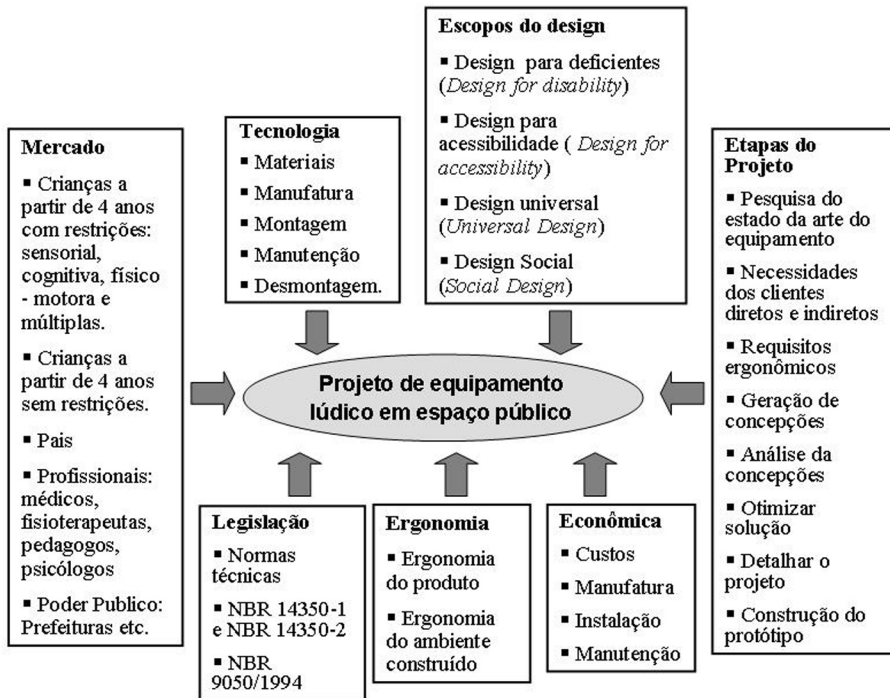 Mercado
▪ Crianças a
partir de 4 anos
com restrições:
sensorial,
cognitiva, físico
- motora e
múltiplas.
▪ Crianças a
partir de 4 anos
sem restrições.
▪ Pais
▪ Profissionais:
médicos,
fisioterapeutas,
pedagogos,
psicólogos
▪ Poder Publico:
Prefeituras etc.
Tecnologia
▪ Materiais
▪ Manufatura
▪ Montagem
▪ Manutenção
▪ Desmontagem.
Escopos do design
▪ Design para deficientes
(Design for disability)
▪ Design para
acessibilidade ( Design for
accessibility)
▪ Design universal
(Universal Design)
▪ Design Social
(Social Design)
Etapas do
Projeto
▪ Pesquisa do
estado da arte do
equipamento
▪ Necessidades
dos clientes
diretos e indiretos
▪ Requisitos
ergonômicos
▪ Geração de
concepções
▪ Análise da
concepções
▪ Otimizar
solução
▪ Detalhar o
projeto
▪ Construção do
protótipo
Projeto de equipamento
lúdico em espaço público
Legislação
▪ Normas
técnicas
▪ NBR 14350-1
e NBR 14350-2
▪ NBR
9050/1994
Ergonomia
▪ Ergonomia
do produto
▪ Ergonomia
do ambiente
construído
Econômica
▪ Custos
▪ Manufatura
▪ Instalação
▪ Manutenção